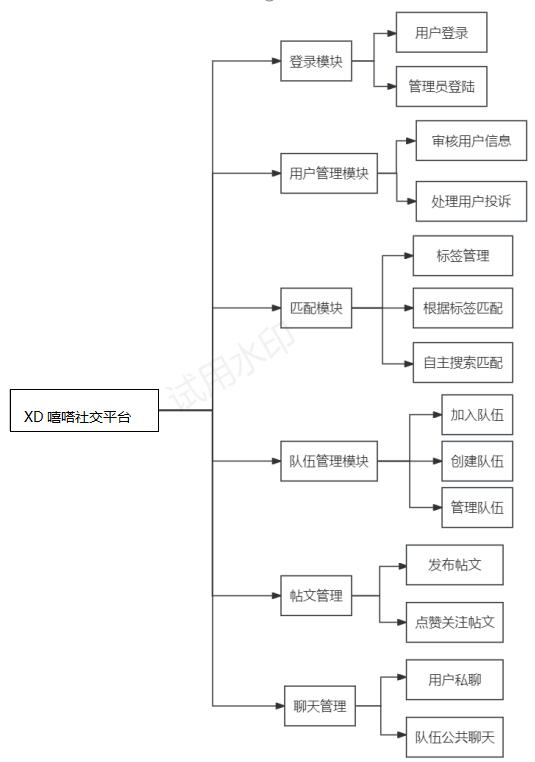 用户登录
登录模块
管理员登陆
审核用户信息
用户管理模块
处理用户投诉
标签管理
匹配模块
根据标签匹配
自主搜索匹配
试用水印
XD 嘻嗒社交平台
加入队伍
队伍管理模块
创建队伍
管理队伍
发布帖文
帖文管理
点赞关注帖文
用户私聊
聊天管理
队伍公共聊天